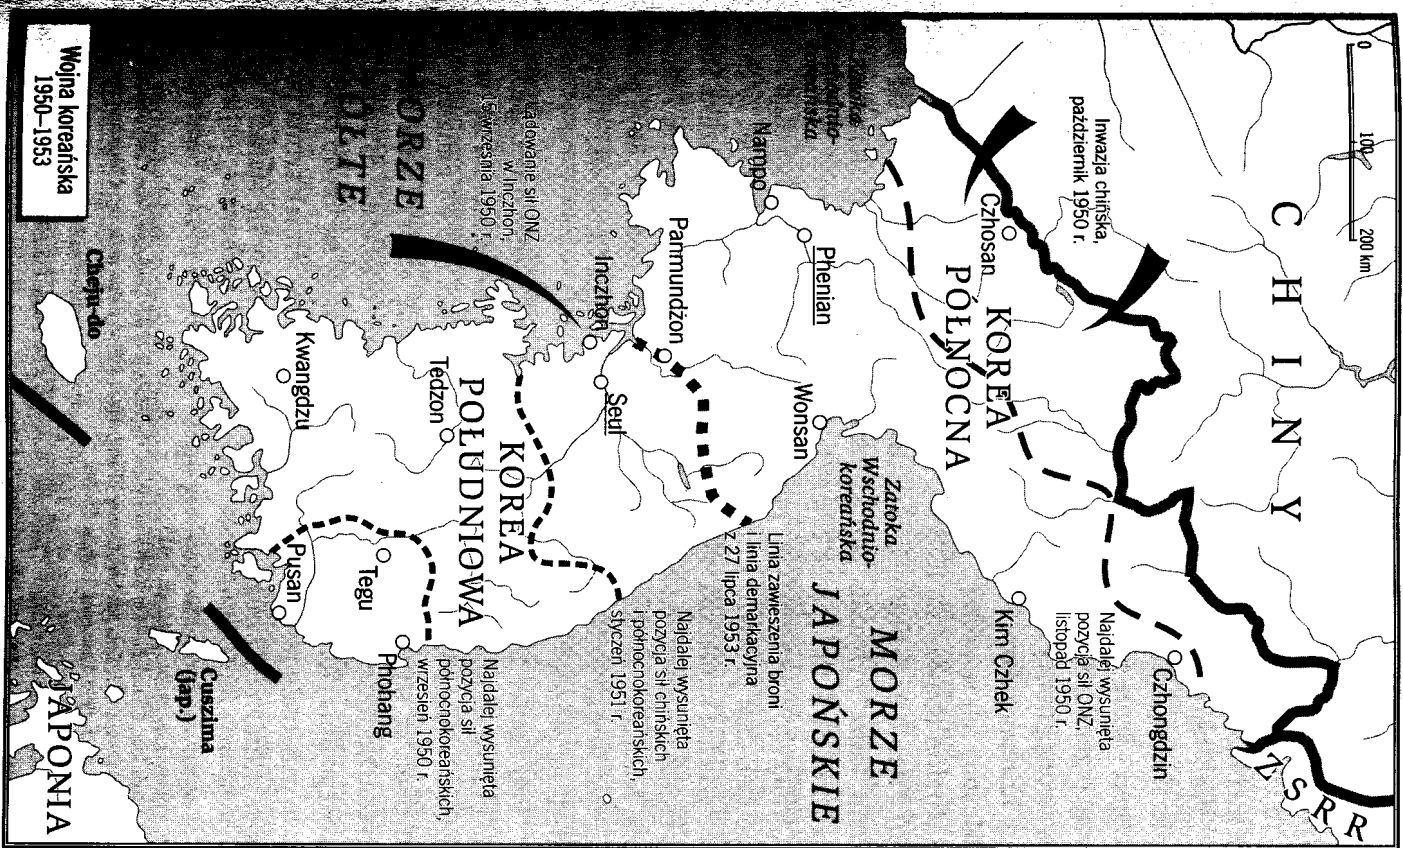 0 100 200 km
CHINY
Inwazja chińska,
październik 1950 r.
ZSRR
Czhosan
KOREA
PÓŁNOCNA
Czhongdzin
Najdalej wysunięta
pozycja sił ONZ,
listopad 1950 r.
Kim Czhek
Zatoka
Wschodnio-
koreańska
MORZE
JAPOŃSKIE
Nampo
Phenian
Wonsan
Panmundżon
Linia zawieszenia broni
i linia demarkacyjna
z 27 lipca 1953 r.
Inczhon
Seul
Lądowanie sił ONZ
w Inczhon,
15 września 1950 r.
Najdalej wysunięta
pozycja sił chińskich
i północnokoreańskich,
styczeń 1951 r.
KOREA
POŁUDNIOWA
Tedzon
Najdalej wysunięta
pozycja sił
północnokoreańskich,
wrzesień 1950 r.
MORZE
ŻÓŁTE
Tegu
Phohang
Kwangdzu
Pusan
Cuszima
(jap.)
Cheju-do
JAPONIA
Wojna koreańska
1950–1953